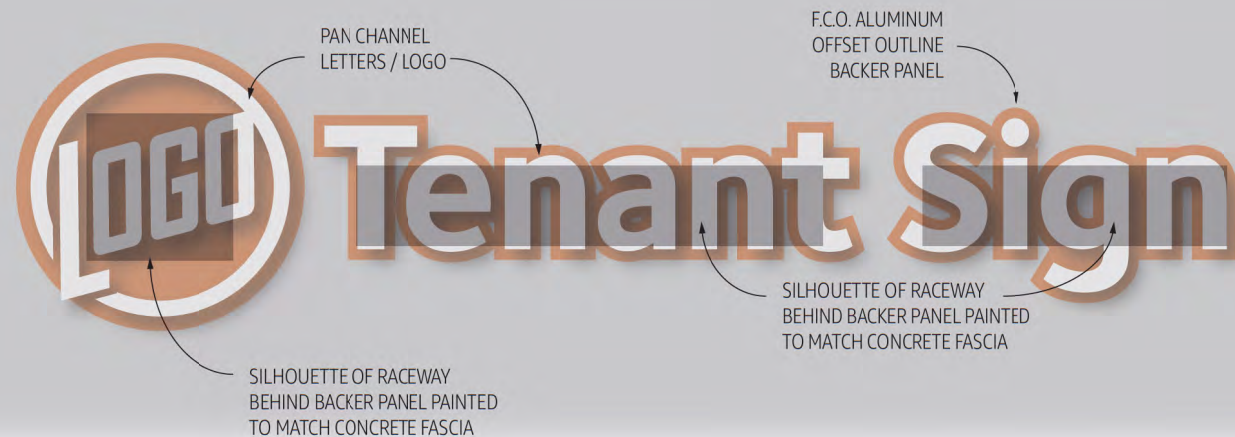 PAN CHANNEL
LETTERS / LOGO
F.C.O. ALUMINUM
OFFSET OUTLINE
BACKER PANEL
LOGO
Tenant Sign
SILHOUETTE OF RACEWAY
BEHIND BACKER PANEL PAINTED
TO MATCH CONCRETE FASCIA
SILHOUETTE OF RACEWAY
BEHIND BACKER PANEL PAINTED
TO MATCH CONCRETE FASCIA